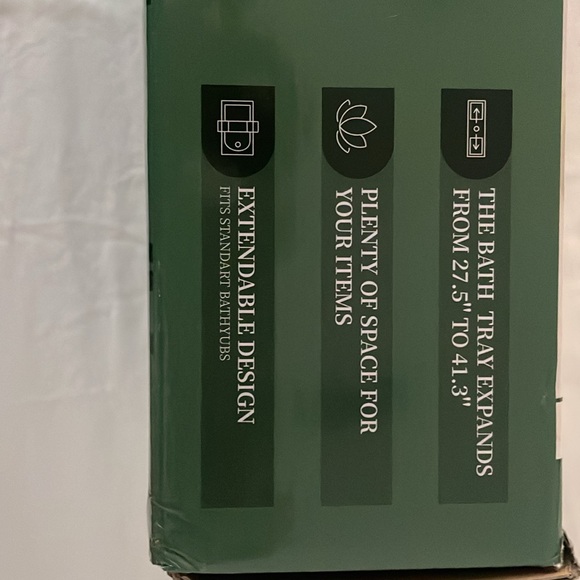 THE BATH TRAY EXPANDS
FROM 27.5" TO 41.3"
PLENTY OF SPACE FOR
YOUR ITEMS
EXTENDABLE DESIGN
FITS STANDART BATHYUBS